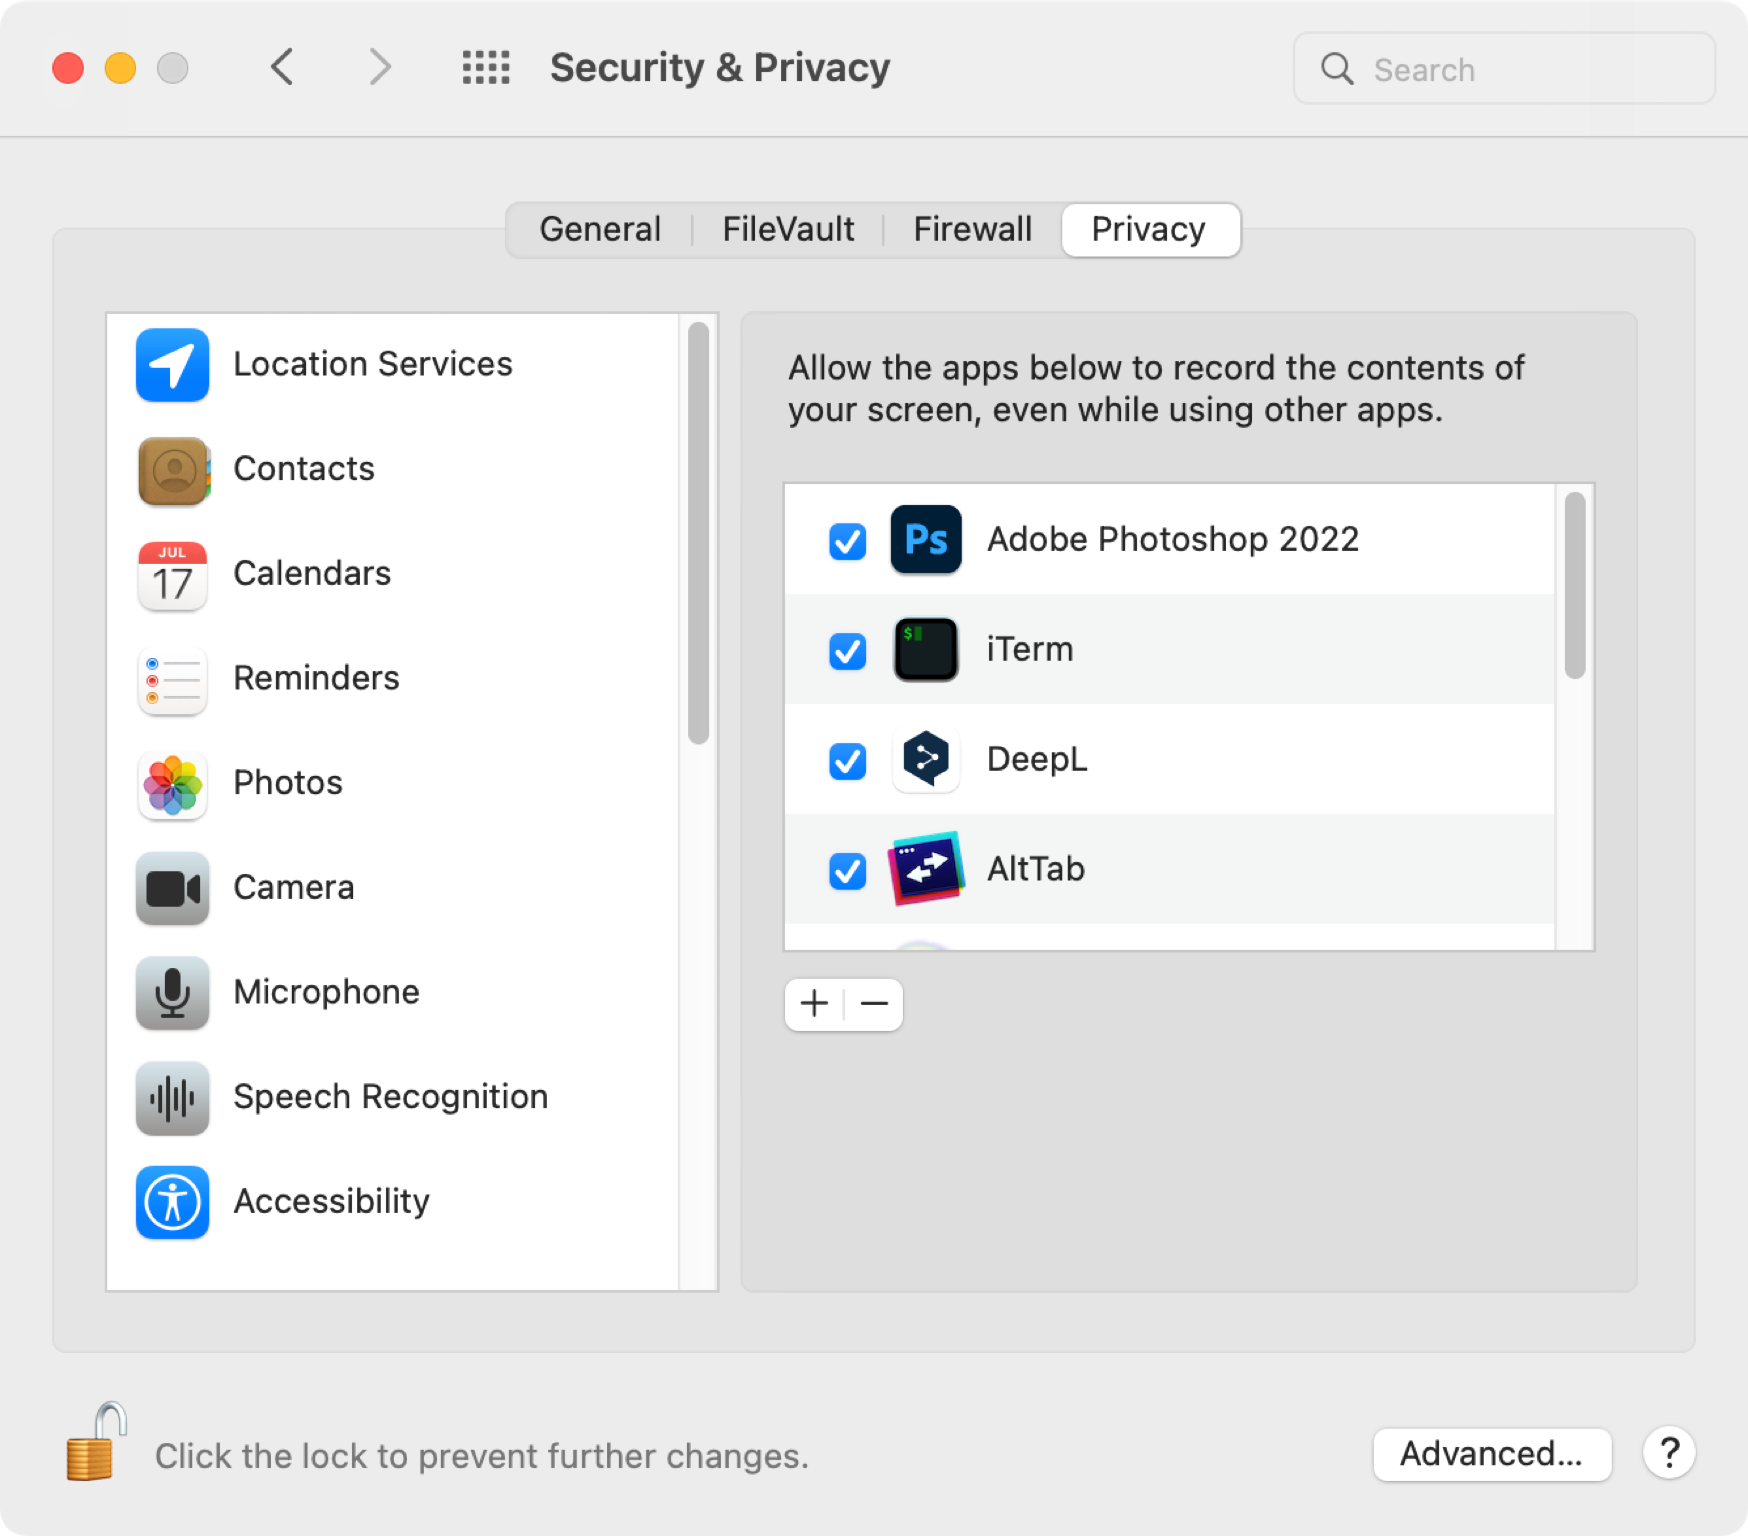 Security & Privacy
Search
General
FileVault
Firewall
Privacy
Location Services
Contacts
JUL
17
Calendars
Reminders
Photos
Camera
Microphone
Speech Recognition
Accessibility
Allow the apps below to record the contents of
your screen, even while using other apps.
Ps
Adobe Photoshop 2022
$
iTerm
DeepL
AltTab
Click the lock to prevent further changes.
Advanced...
?